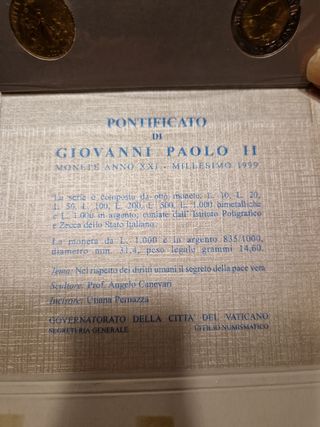 PONTIFICATO
DI
GIOVANNI PAOLO II
MONETE ANNO XXI - MILLESIMO 1999
La serie è composta da otto monete, L. 10, L. 20,
L. 50, L. 100, L. 200, L. 500, L. 1.000 bimetalliche
e L. 1.000 in argento, coniate dall'Istituto Poligrafico
e Zecca dello Stato Italiano.
La moneta da L. 1.000 è in argento 835/1000,
diametro mm. 31,4, peso legale grammi 14,60.
Tema: Nel rispetto dei diritti umani il segreto della pace vera
Scultore: Prof. Angelo Canevari
Incisore: Uliana Pernazza
GOVERNATORATO DELLA CITTA' DEL VATICANO
SEGRETERIA GENERALE UFFICIO NUMISMATICO